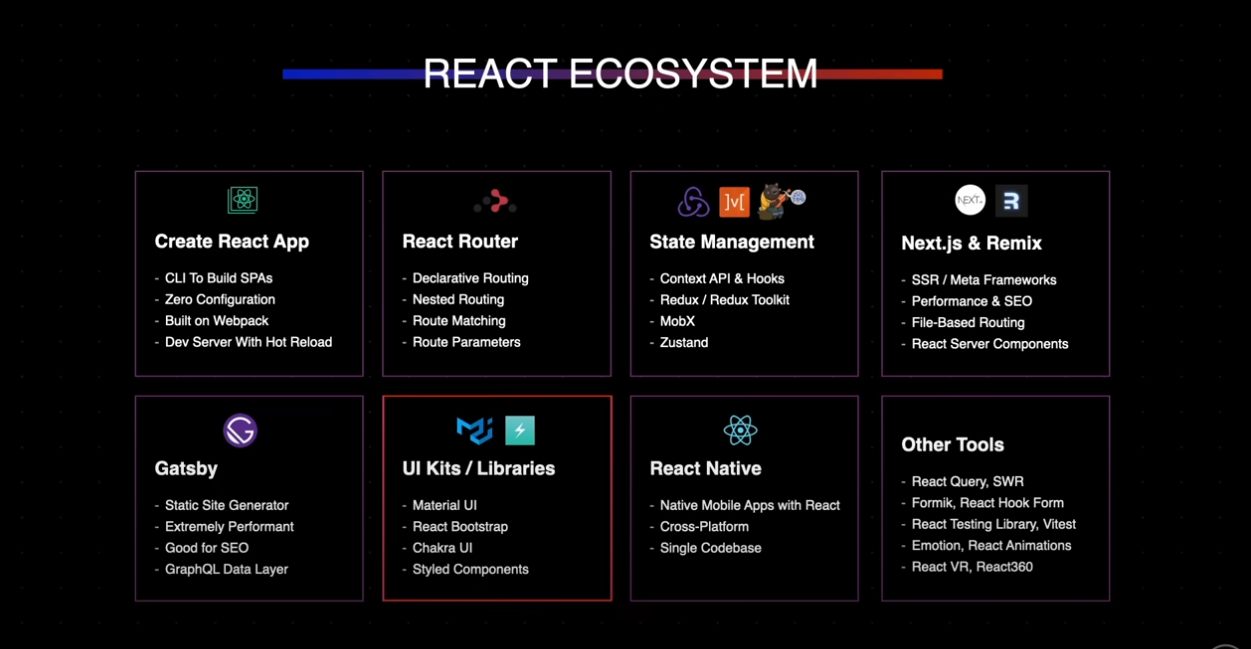 REACT ECOSYSTEM
Create React App
- CLI To Build SPAs
- Zero Configuration
- Built on Webpack
- Dev Server With Hot Reload
React Router
- Declarative Routing
- Nested Routing
- Route Matching
- Route Parameters
]v[
State Management
- Context API & Hooks
- Redux / Redux Toolkit
- MobX
- Zustand
NEXT.
R
Next.js & Remix
- SSR / Meta Frameworks
- Performance & SEO
- File-Based Routing
- React Server Components
Gatsby
- Static Site Generator
- Extremely Performant
- Good for SEO
- GraphQL Data Layer
UI Kits / Libraries
- Material UI
- React Bootstrap
- Chakra UI
- Styled Components
React Native
- Native Mobile Apps with React
- Cross-Platform
- Single Codebase
Other Tools
- React Query, SWR
- Formik, React Hook Form
- React Testing Library, Vitest
- Emotion, React Animations
- React VR, React360